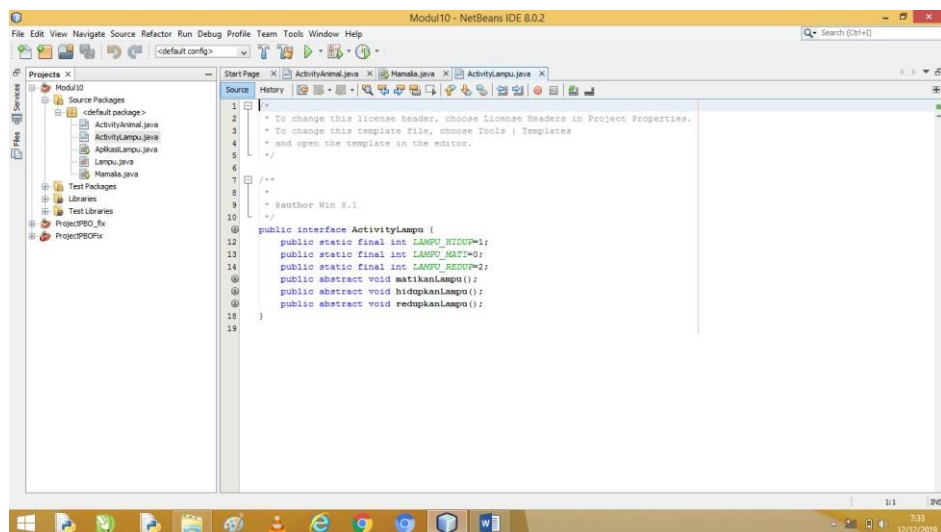 Modul10 - NetBeans IDE 8.0.2
File Edit View Navigate Source Refactor Run Debug Profile Team Tools Window Help
Search (Ctrl+I)
<default config>
Projects
Services
Files
Modul10
Source Packages
<default package>
ActivityAnimal.java
ActivityLampu.java
AplikasiLampu.java
Lampu.java
Mamalia.java
Test Packages
Libraries
Test Libraries
ProjectPBO_fix
ProjectPBOFix
Start Page ActivityAnimal.java Mamalia.java ActivityLampu.java
Source History
1 /*
2 * To change this license header, choose License Headers in Project Properties.
3 * To change this template file, choose Tools | Templates
4 * and open the template in the editor.
5 */
6
7 /**
8 *
9 * @author Win 8.1
10 */
public interface ActivityLampu {
12 public static final int LAMPU_HIDUP=1;
13 public static final int LAMPU_MATI=0;
14 public static final int LAMPU_REDUP=2;
public abstract void matikanLampu();
public abstract void hidupkanLampu();
public abstract void redupkanLampu();
18 }
19
1:1 INS
7:33